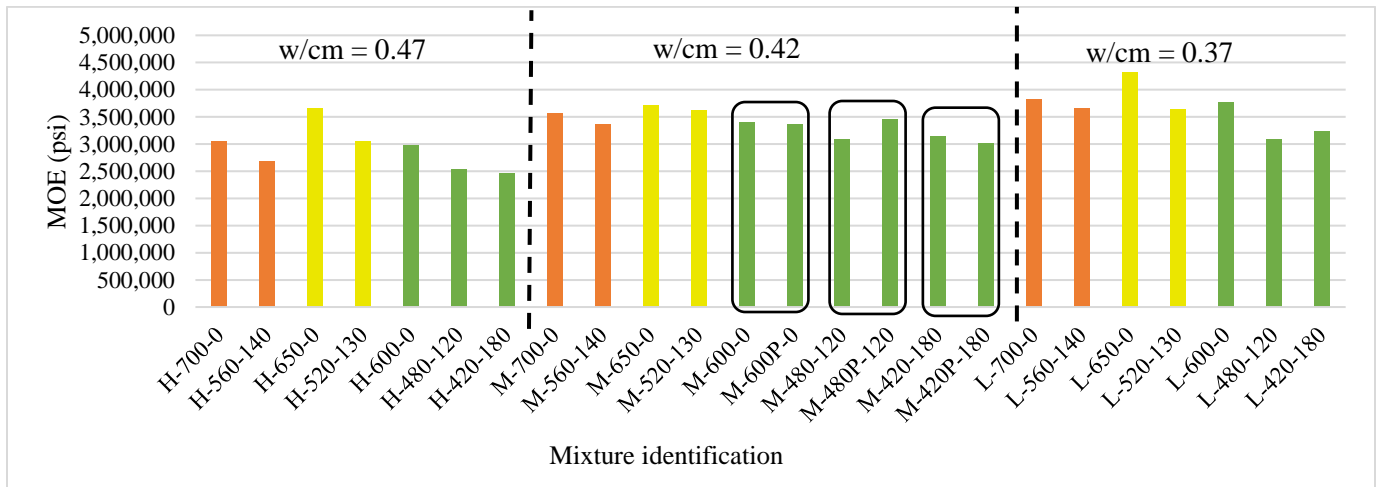 w/cm = 0.47
w/cm = 0.42
w/cm = 0.37
MOE (psi)
5,000,000
4,500,000
4,000,000
3,500,000
3,000,000
2,500,000
2,000,000
1,500,000
1,000,000
500,000
0
H-700-0
H-560-140
H-650-0
H-520-130
H-600-0
H-480-120
H-420-180
M-700-0
M-560-140
M-650-0
M-520-130
M-600-0
M-600P-0
M-480-120
M-480P-120
M-420-180
M-420P-180
L-700-0
L-560-140
L-650-0
L-520-130
L-600-0
L-480-120
L-420-180
Mixture identification